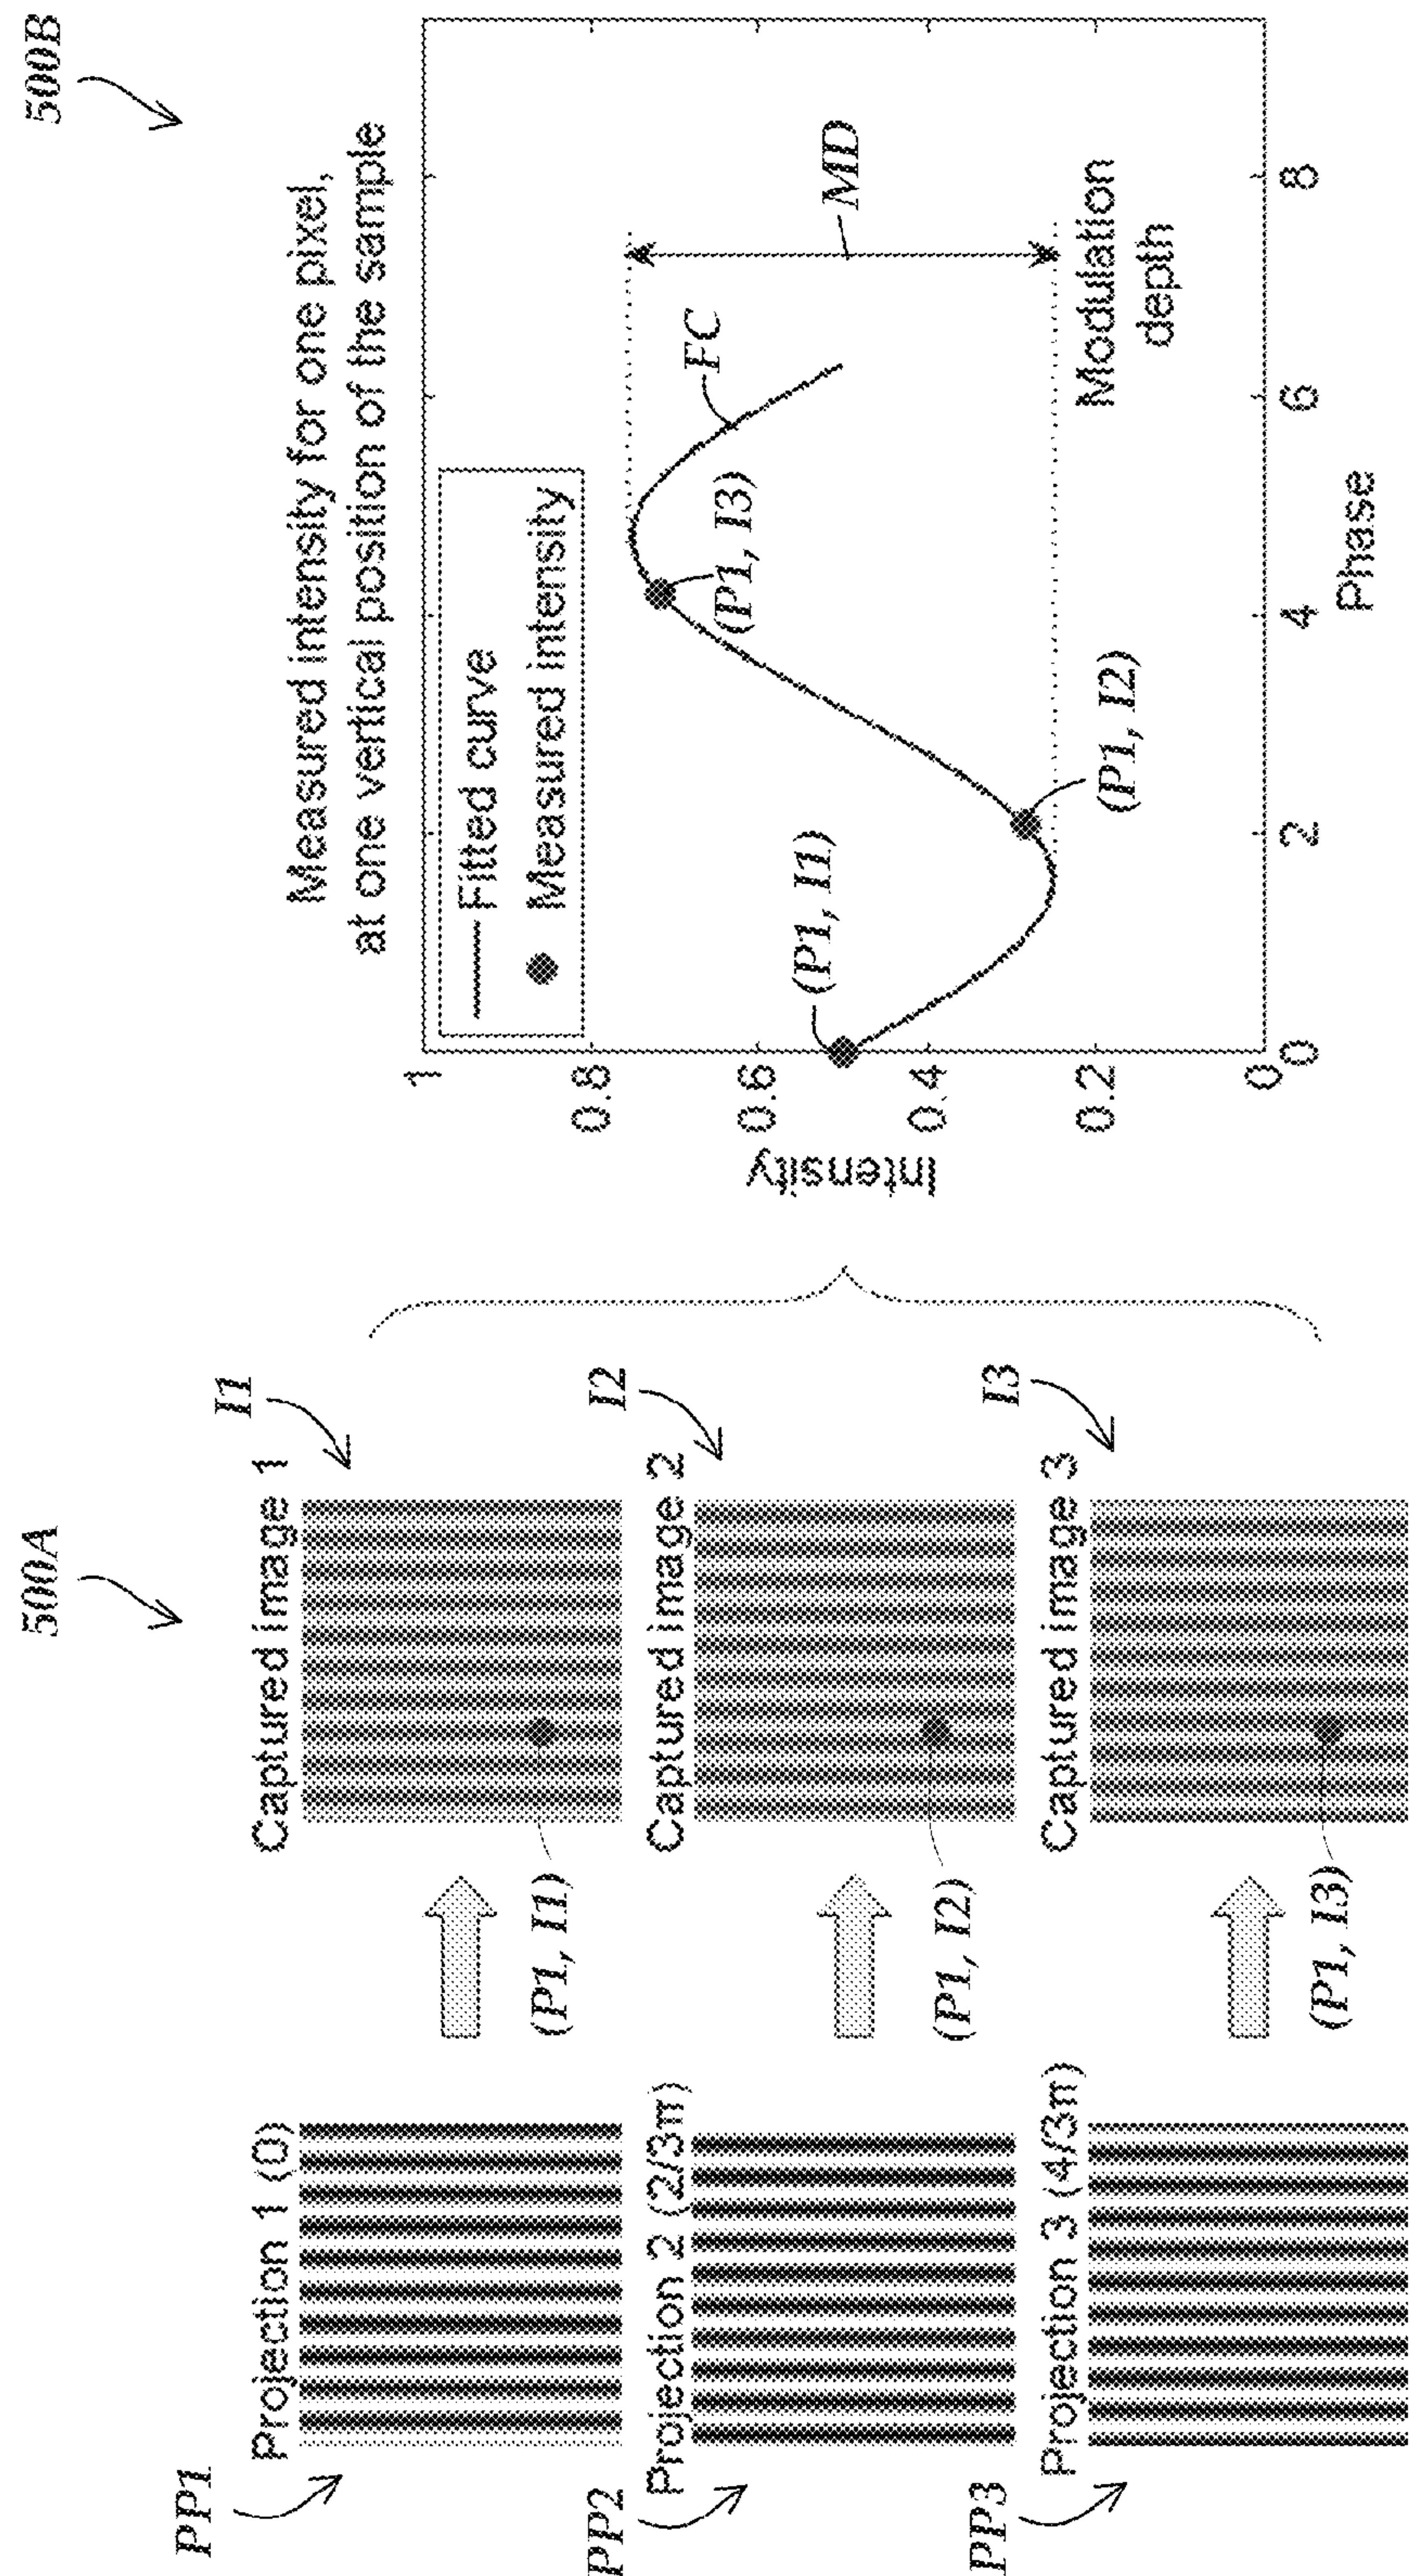 500A
PP1
Projection 1 (0)
(P1, I1)
Captured image 1
I1
PP2
Projection 2 (2/3π)
(P1, I2)
Captured image 2
I2
PP3
Projection 3 (4/3π)
(P1, I3)
Captured image 3
I3
500B
Measured intensity for one pixel,
at one vertical position of the sample
Fitted curve
Measured intensity
Intensity
1
0.8
0.6
0.4
0.2
0
(P1, I1)
(P1, I2)
(P1, I3)
FC
MD
Modulation
depth
0
2
4
6
8
Phase